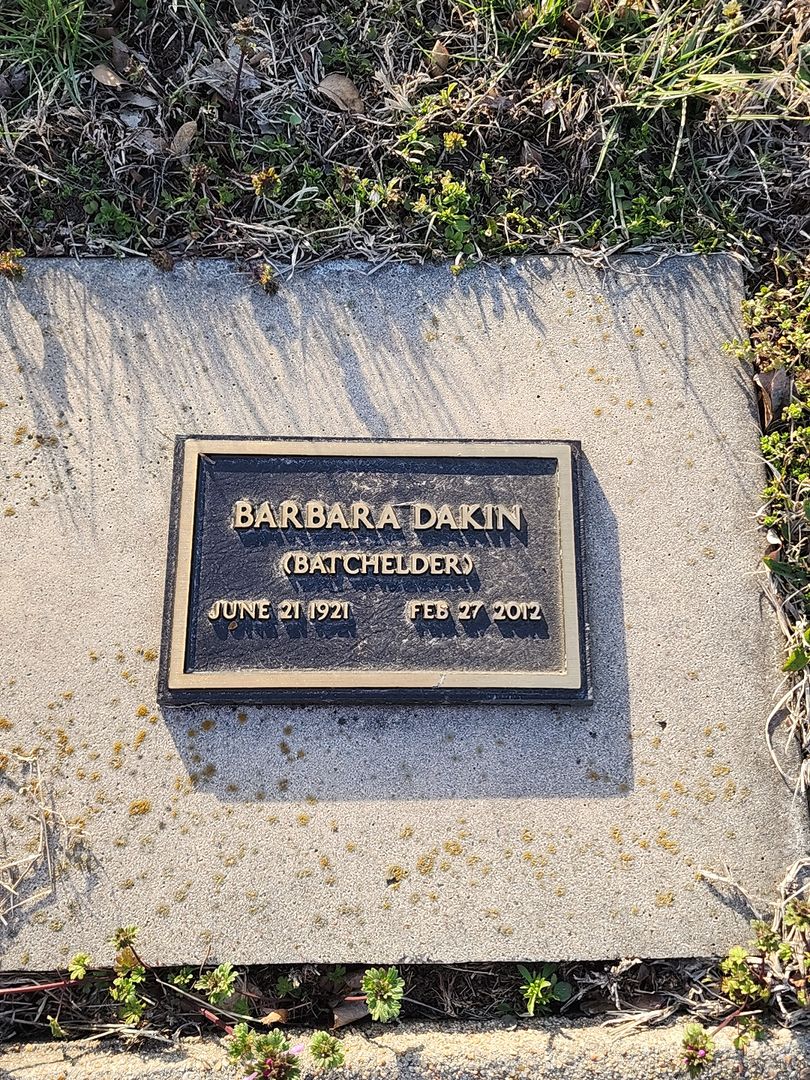 BARBARA DAKIN
(BATCHELDER)
JUNE 21 1921 FEB 27 2012